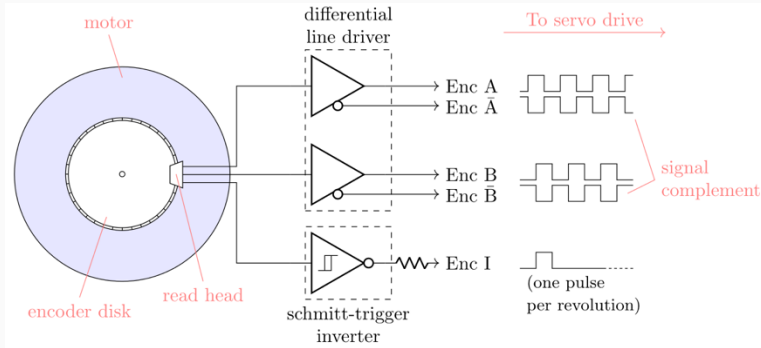 differential
line driver
To servo drive
motor
Enc A
Enc Ā
Enc B
Enc B̄
signal
complement
Enc I
(one pulse
per revolution)
read head
encoder disk
schmitt-trigger
inverter